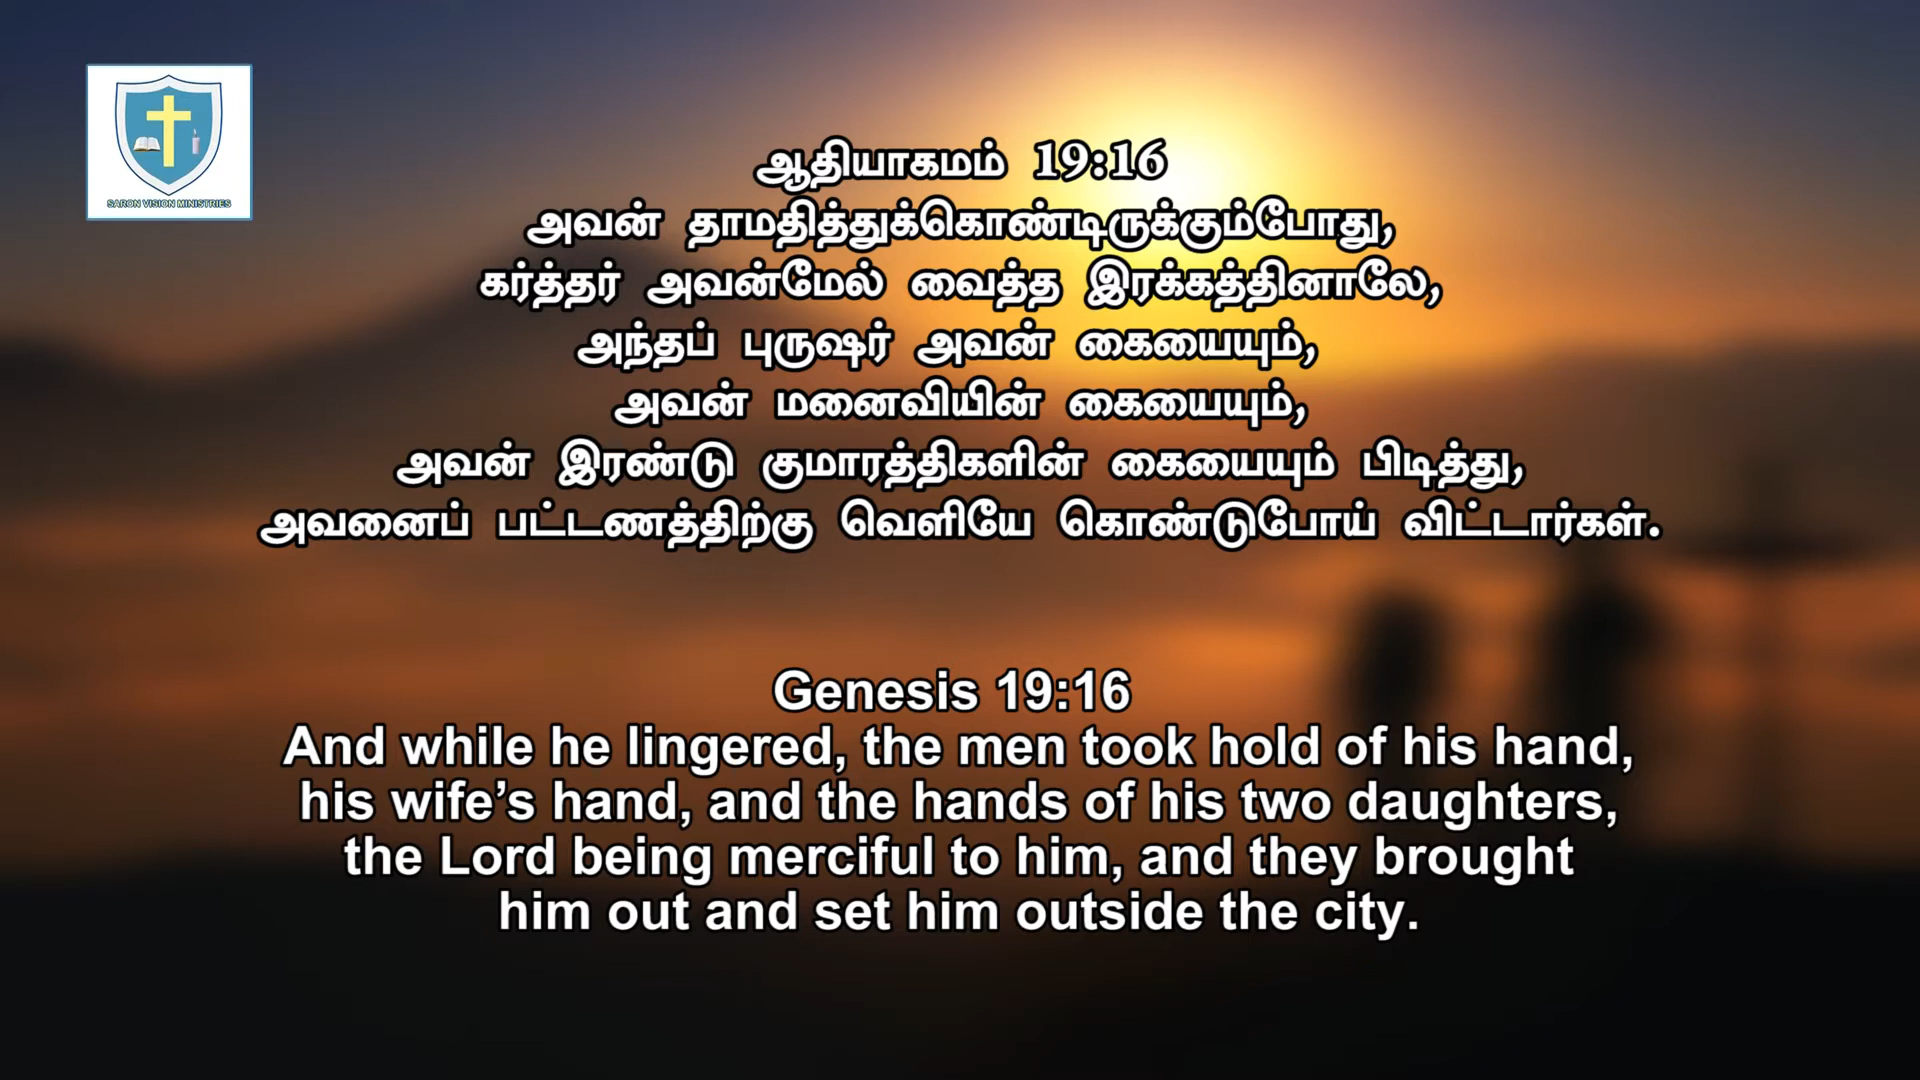 SARON VISION MINISTRIES
ஆதியாகமம் 19:16
அவன் தாமதித்துக்கொண்டிருக்கும்போது,
கர்த்தர் அவன்மேல் வைத்த இரக்கத்தினாலே,
அந்தப் புருஷர் அவன் கையையும்,
அவன் மனைவியின் கையையும்,
அவன் இரண்டு குமாரத்திகளின் கையையும் பிடித்து,
அவனைப் பட்டணத்திற்கு வெளியே கொண்டுபோய் விட்டார்கள்.
Genesis 19:16
And while he lingered, the men took hold of his hand,
his wife’s hand, and the hands of his two daughters,
the Lord being merciful to him, and they brought
him out and set him outside the city.